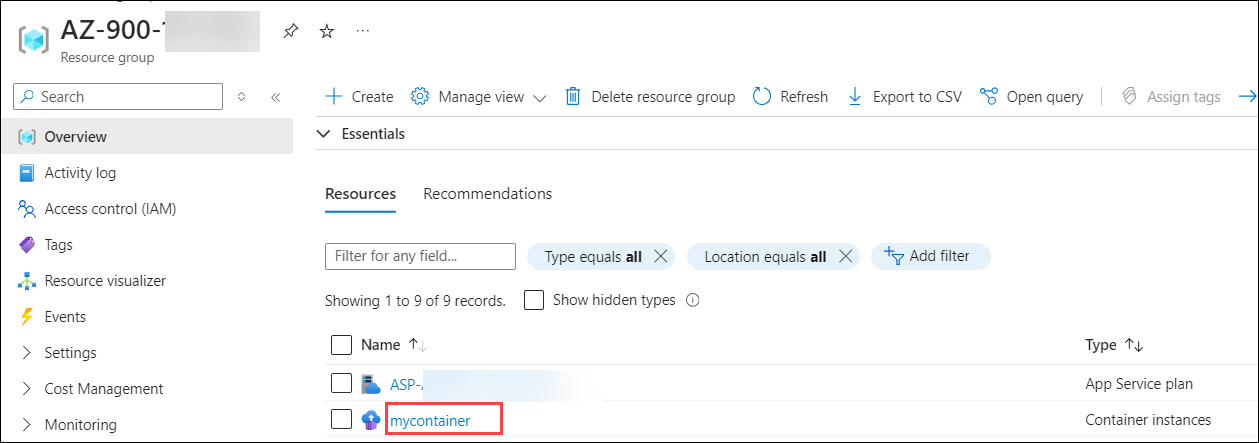 AZ-900-
Resource group
Search
Overview
Activity log
Access control (IAM)
Tags
Resource visualizer
Events
Settings
Cost Management
Monitoring
Create Manage view Delete resource group Refresh Export to CSV Open query Assign tags
Essentials
Resources Recommendations
Filter for any field... Type equals all Location equals all Add filter
Showing 1 to 9 of 9 records. Show hidden types
Name Type
ASP- App Service plan
mycontainer Container instances